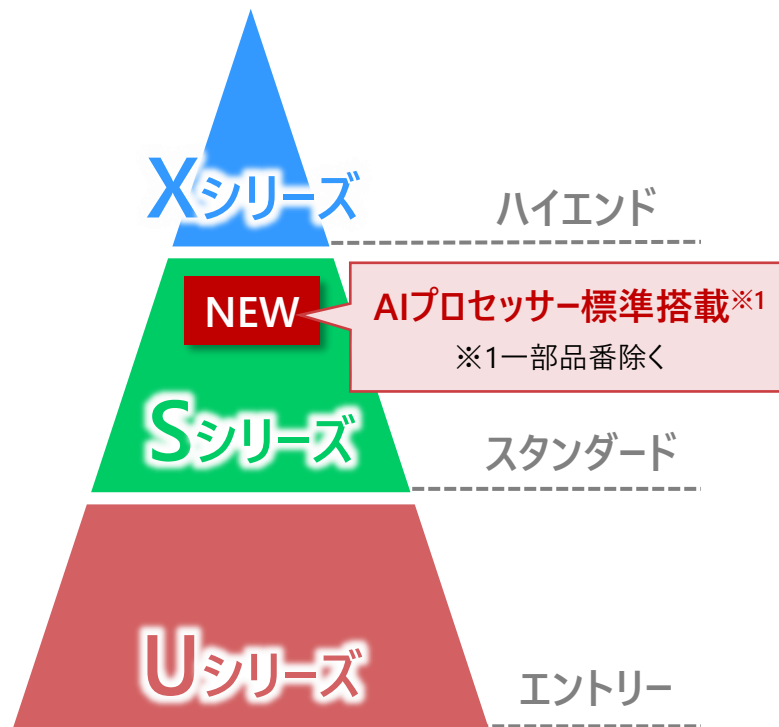 Xシリーズ
ハイエンド
NEW
AIプロセッサー標準搭載※1
※1一部品番除く
Sシリーズ
スタンダード
Uシリーズ
エントリー